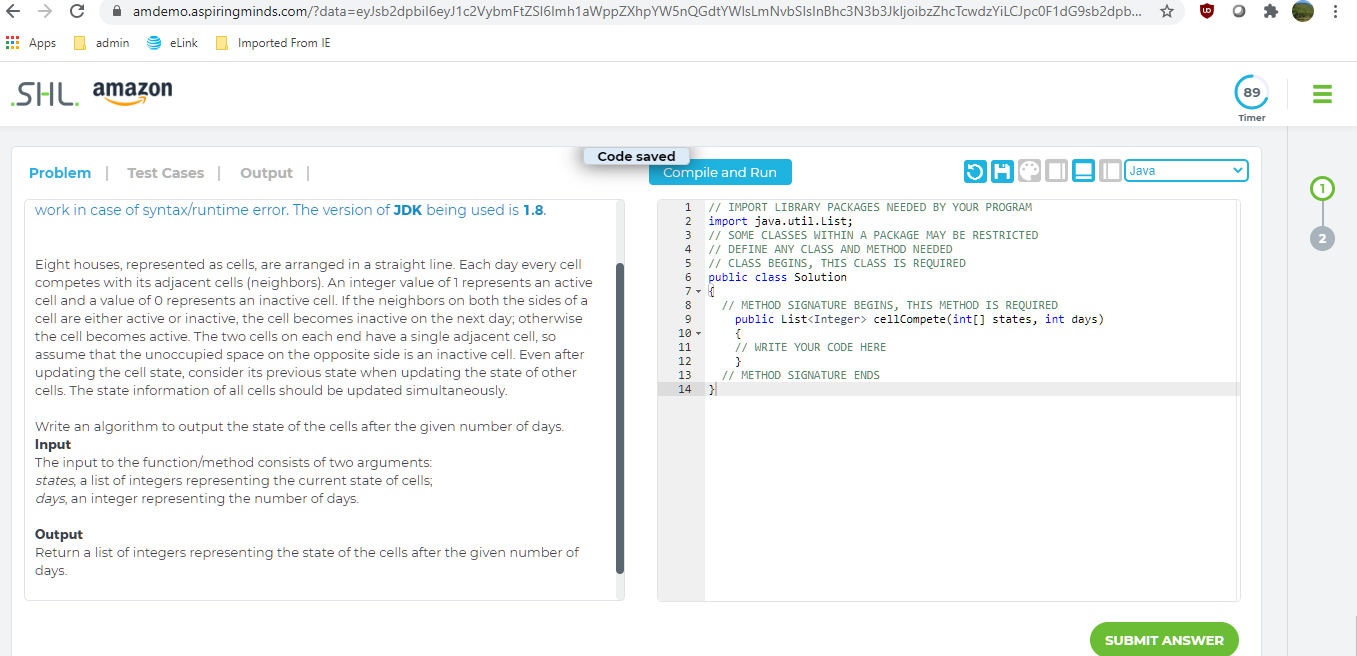 amdemo.aspiringminds.com/?data=eyJsb2dpbiI6eyJ1c2VybmFtZSI6Imh1aWppZXhpYW5nQGdtYWlsLmNvbSIsInBhc3N3b3JkIjoibzZhcTcwdzYiLCJpc0F1dG9sb2dpb...
Apps
admin
eLink
Imported From IE
.SHL.
amazon
89
Timer
Code saved
Problem | Test Cases | Output |
Compile and Run
Java
1
2
work in case of syntax/runtime error. The version of JDK being used is 1.8.
Eight houses, represented as cells, are arranged in a straight line. Each day every cell
competes with its adjacent cells (neighbors). An integer value of 1 represents an active
cell and a value of 0 represents an inactive cell. If the neighbors on both the sides of a
cell are either active or inactive, the cell becomes inactive on the next day; otherwise
the cell becomes active. The two cells on each end have a single adjacent cell, so
assume that the unoccupied space on the opposite side is an inactive cell. Even after
updating the cell state, consider its previous state when updating the state of other
cells. The state information of all cells should be updated simultaneously.
Write an algorithm to output the state of the cells after the given number of days.
Input
The input to the function/method consists of two arguments:
states, a list of integers representing the current state of cells;
days, an integer representing the number of days.
Output
Return a list of integers representing the state of the cells after the given number of
days.
1 // IMPORT LIBRARY PACKAGES NEEDED BY YOUR PROGRAM
2 import java.util.List;
3 // SOME CLASSES WITHIN A PACKAGE MAY BE RESTRICTED
4 // DEFINE ANY CLASS AND METHOD NEEDED
5 // CLASS BEGINS, THIS CLASS IS REQUIRED
6 public class Solution
7 {
8 // METHOD SIGNATURE BEGINS, THIS METHOD IS REQUIRED
9 public List<Integer> cellCompete(int[] states, int days)
10 {
11 // WRITE YOUR CODE HERE
12 }
13 // METHOD SIGNATURE ENDS
14 }
SUBMIT ANSWER